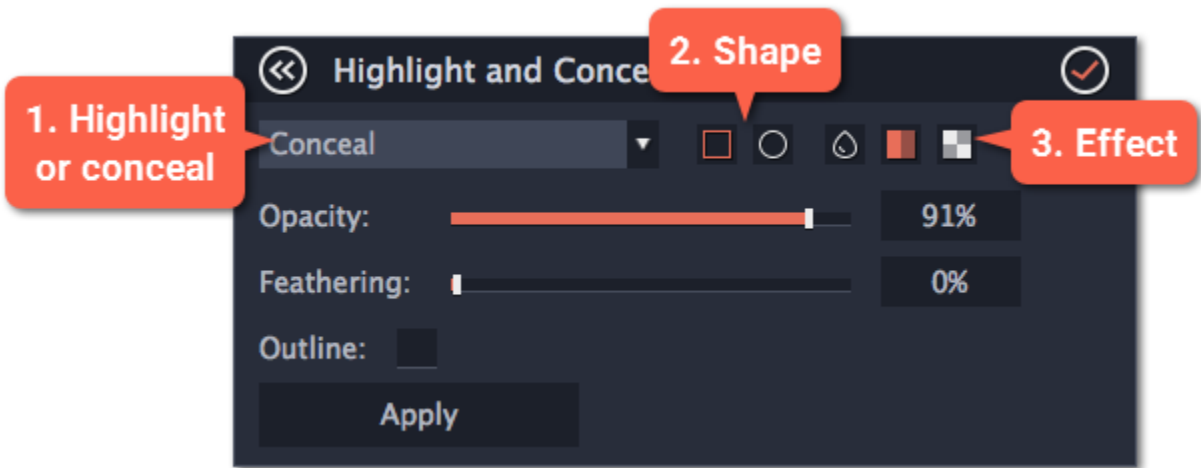 2. Shape
Highlight and Conce
1. Highlight
or conceal
Conceal
3. Effect
Opacity:
91%
Feathering:
0%
Outline:
Apply